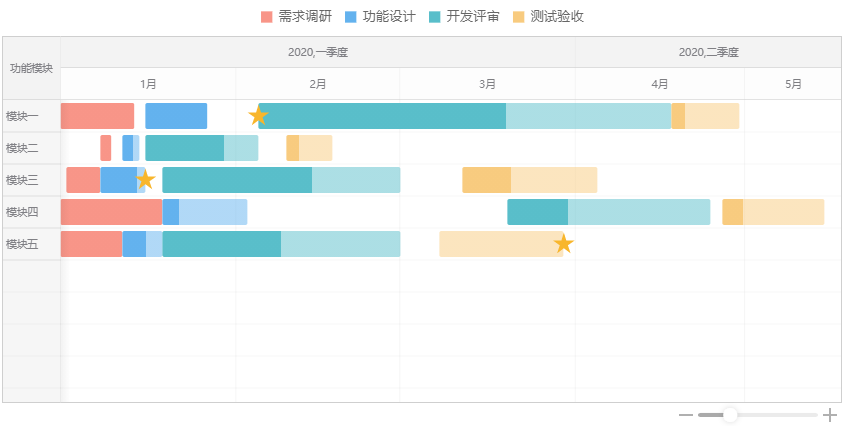 需求调研 功能设计 开发评审 测试验收
功能模块
2020,一季度 2020,二季度
1月 2月 3月 4月 5月
模块一
模块二
模块三
模块四
模块五